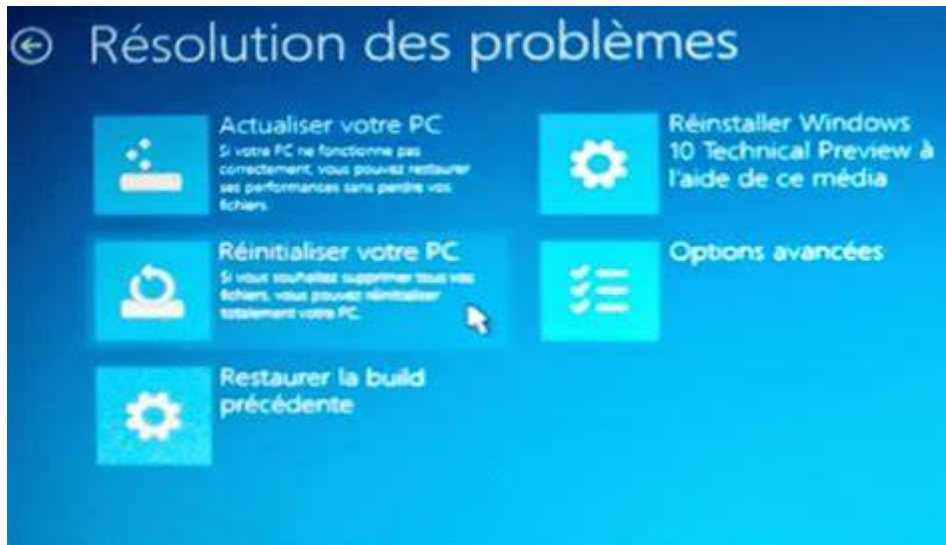 Résolution des problèmes
Actualiser votre PC
Si votre PC ne fonctionne pas
correctement, vous pouvez restaurer
ses performances sans perdre vos
fichiers.
Réinitialiser votre PC
Si vous souhaitez supprimer tous vos
fichiers, vous pouvez réinitialiser
totalement votre PC.
Restaurer la build
précédente
Réinstaller Windows
10 Technical Preview à
l'aide de ce média
Options avancées